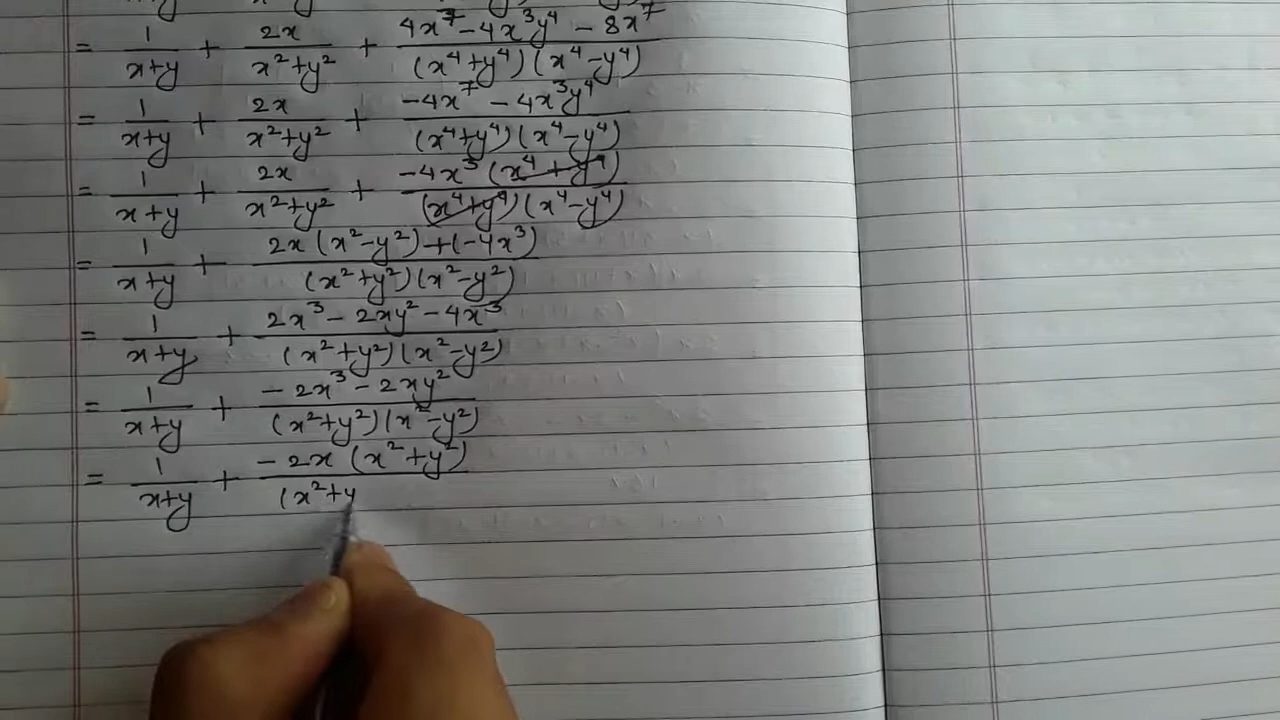 = 1/(x+y) + 2x/(x²+y²) + (4x⁷ - 4x³y⁴ - 8x⁷)/((x⁴+y⁴)(x⁴-y⁴))
= 1/(x+y) + 2x/(x²+y²) + (-4x⁷ - 4x³y⁴)/((x⁴+y⁴)(x⁴-y⁴))
= 1/(x+y) + 2x/(x²+y²) + (-4x³(x⁴+y⁴))/((x⁴+y⁴)(x⁴-y⁴))
= 1/(x+y) + (2x(x²-y²)+(-4x³))/((x²+y²)(x²-y²))
= 1/(x+y) + (2x³ - 2xy² - 4x³)/((x²+y²)(x²-y²))
= 1/(x+y) + (-2x³ - 2xy²)/((x²+y²)(x²-y²))
= 1/(x+y) + (-2x(x²+y²))/(x²+y